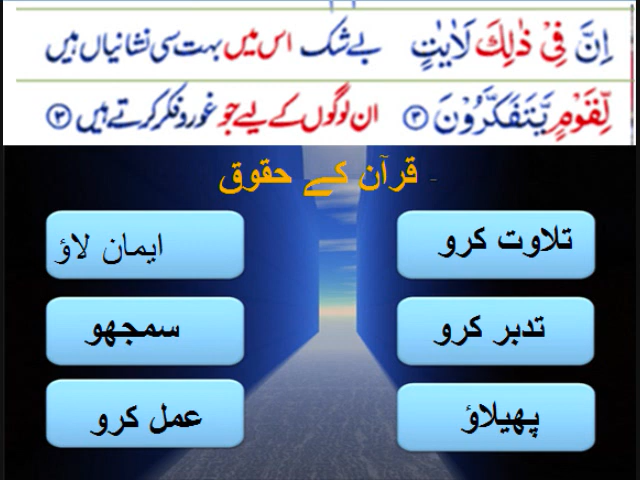 اِنَّ فِیْ ذٰلِکَ لَاٰیٰتٍ بے شک اس میں بہت سی نشانیاں ہیں
لِّقَوْمٍ یَّتَفَکَّرُوْنَ ﴿۳﴾ ان لوگوں کے لیے جو غور و فکر کرتے ہیں ﴿۳﴾
قرآن کے حقوق -
تلاوت کرو ایمان لاؤ
تدبر کرو سمجھو
پھیلاؤ عمل کرو